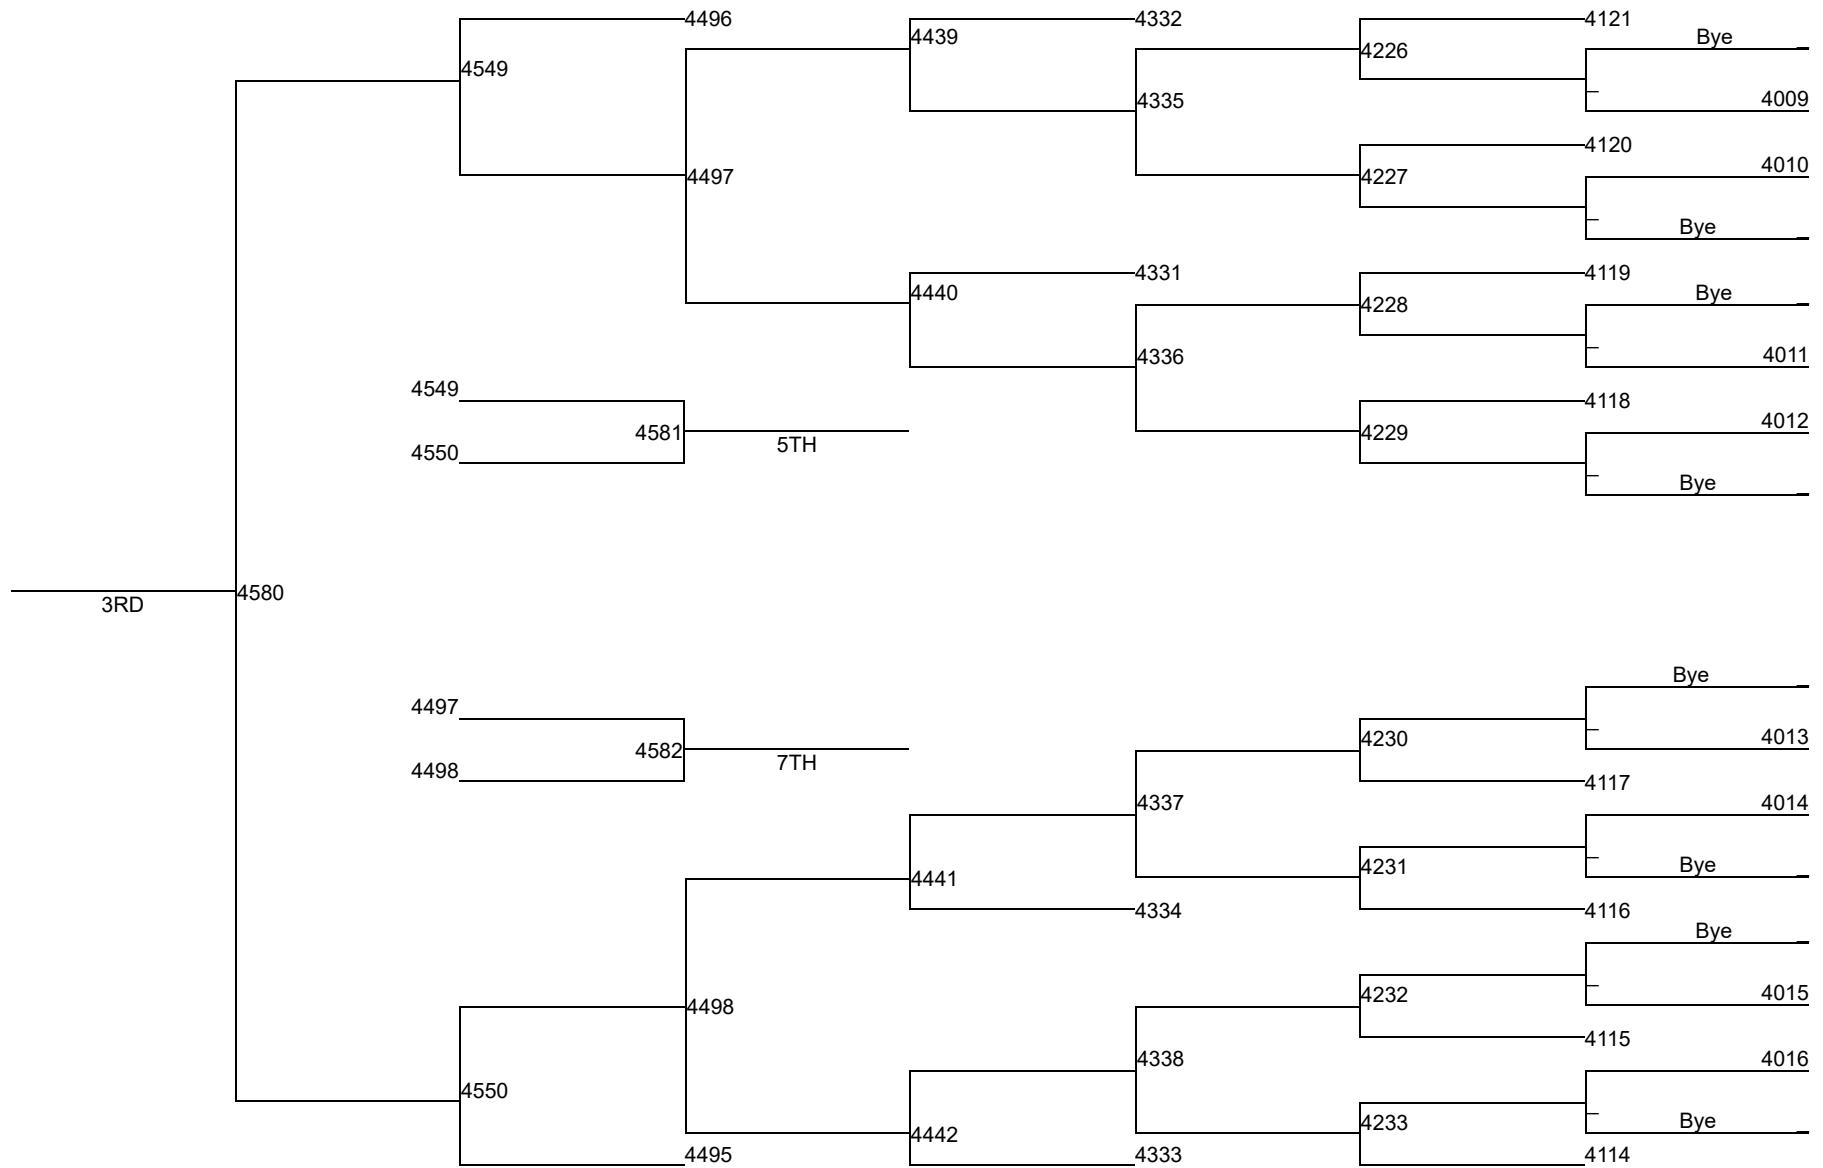 4496 4332 4121
4439 Bye _
4226
4549
_
4335 4009
4120
4010
4497 4227
_
Bye _
4331 4119
4440 Bye _
4228
_
4336 4011
4549 4118
4012
4581 4229
4550 5TH
_
Bye _
4580
3RD
Bye _
4497
_
4230 4013
4582
4498 7TH 4117
4337 4014
_
4441 4231 Bye _
4334 4116
Bye _
_
4498 4232 4015
4115
4338 4016
4550
_
4442 4233 Bye _
4495 4333 4114